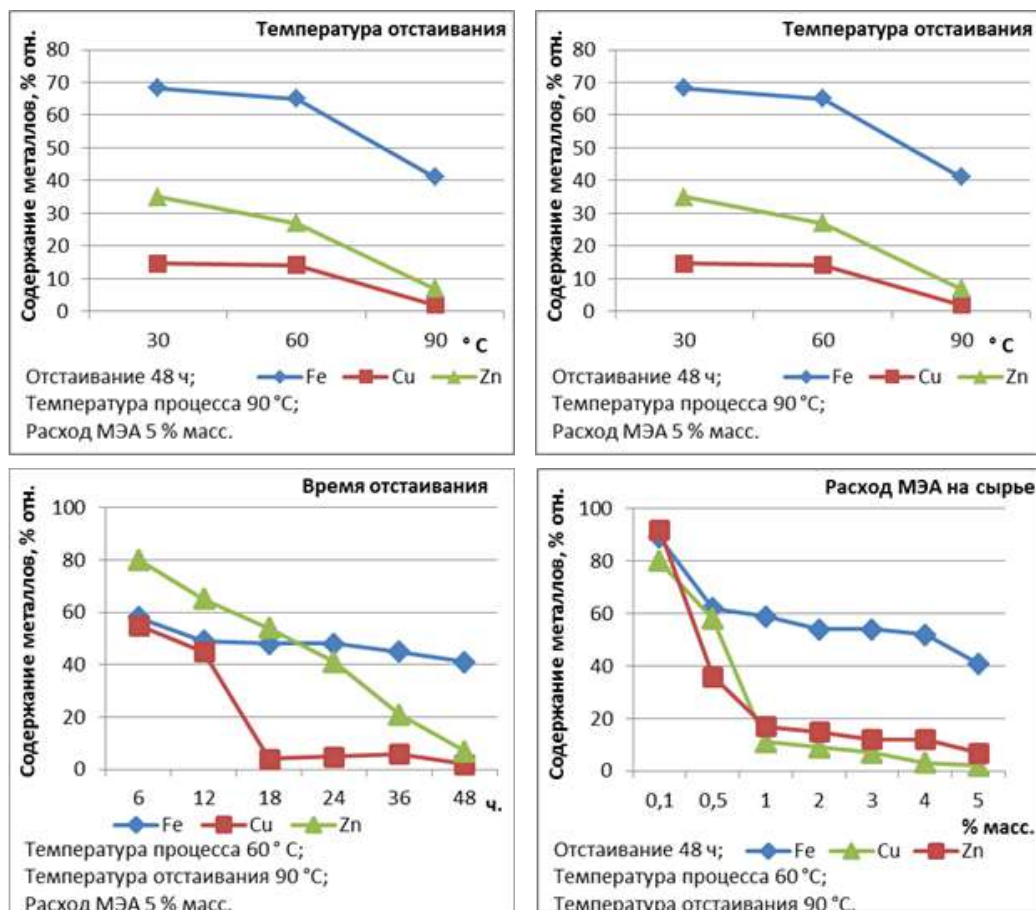 Температура отстаивания
Содержание металлов, % отн.
80
70
60
50
40
30
20
10
0
30 60 90 ° С
Отстаивание 48 ч; Fe Cu Zn
Температура процесса 90 °С;
Расход МЭА 5 % масс.
Температура отстаивания
Содержание металлов, % отн.
80
70
60
50
40
30
20
10
0
30 60 90 ° С
Отстаивание 48 ч; Fe Cu Zn
Температура процесса 90 °С;
Расход МЭА 5 % масс.
Время отстаивания
Содержание металлов, % отн.
100
80
60
40
20
0
6 12 18 24 36 48 ч.
Fe Cu Zn
Температура процесса 60 ° С;
Температура отстаивания 90 °С;
Расход МЭА 5 % масс.
Расход МЭА на сырье
Содержание металлов, % отн.
100
80
60
40
20
0
0,1 0,5 1 2 3 4 5
% масс.
Отстаивание 48 ч; Fe Cu Zn
Температура процесса 60 °С;
Температура отстаивания 90 °С.